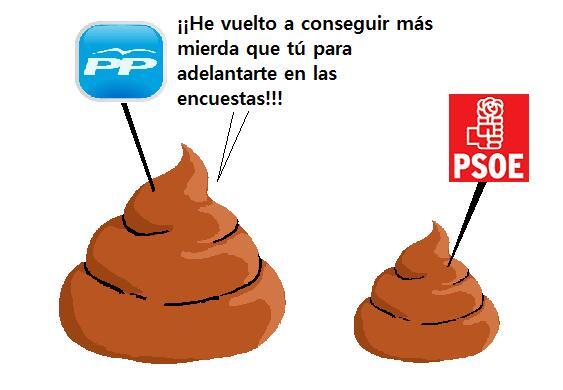 ¡¡He vuelto a conseguir más
mierda que tú para
adelantarte en las
encuestas!!!
PP
PSOE